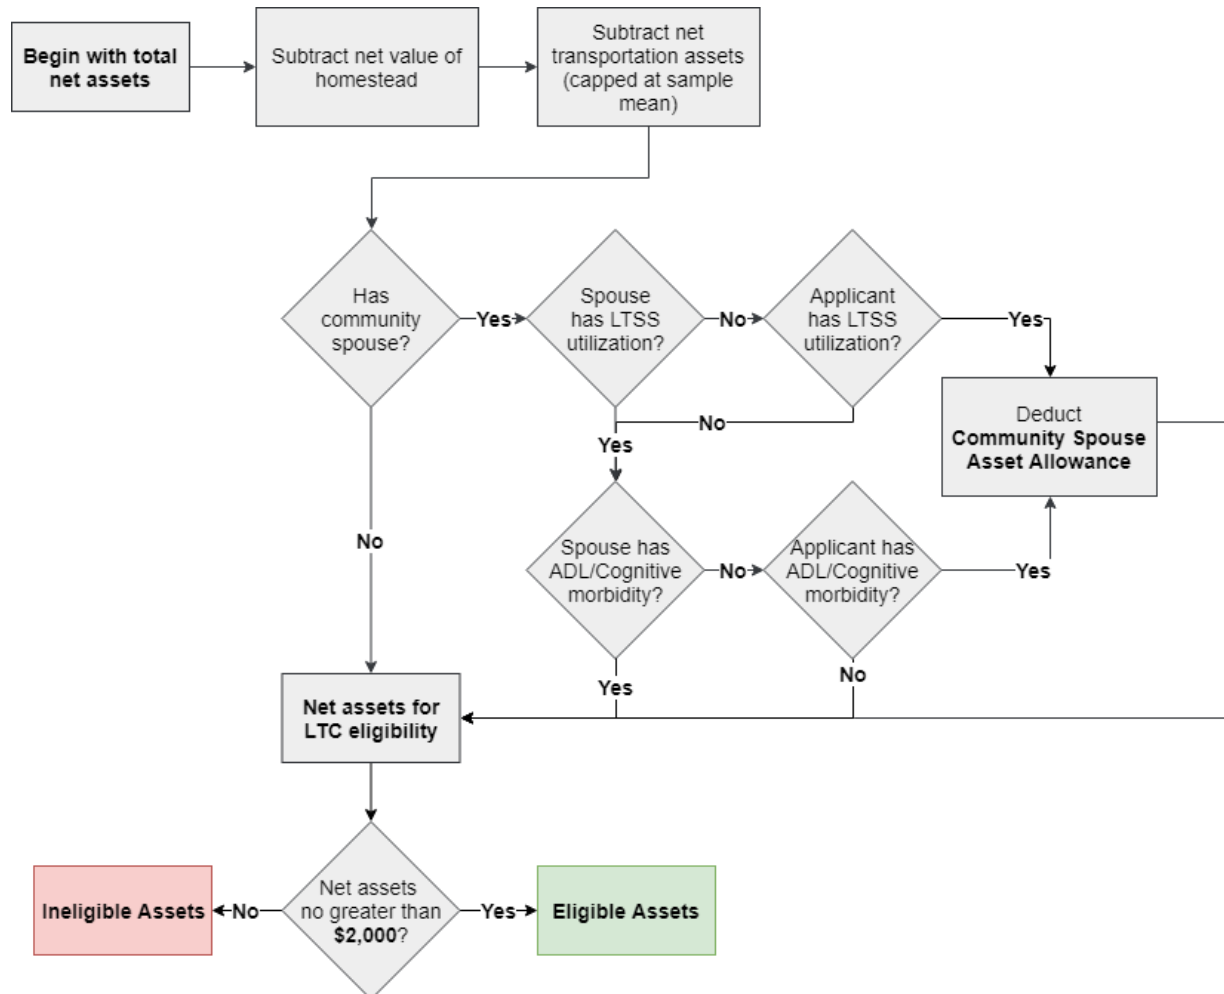 Begin with total
net assets
Subtract net value of
homestead
Subtract net
transportation assets
(capped at sample
mean)
Has
community
spouse?
Yes
Spouse
has LTSS
utilization?
No
Applicant
has LTSS
utilization?
Yes
Deduct
Community Spouse
Asset Allowance
No
Yes
No
Spouse has
ADL/Cognitive
morbidity?
No
Applicant has
ADL/Cognitive
morbidity?
Yes
Yes
No
Net assets for
LTC eligibility
Net assets
no greater than
$2,000?
No
Ineligible Assets
Yes
Eligible Assets